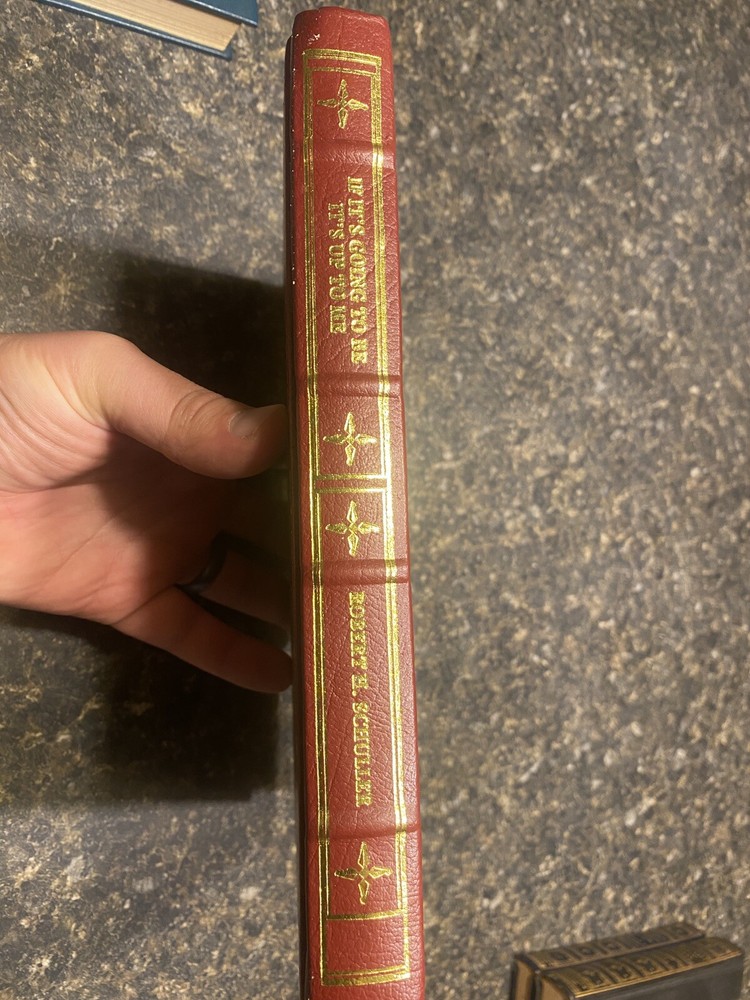 IF IT'S GOING TO BE
IT'S UP TO ME
ROBERT H. SCHULLER